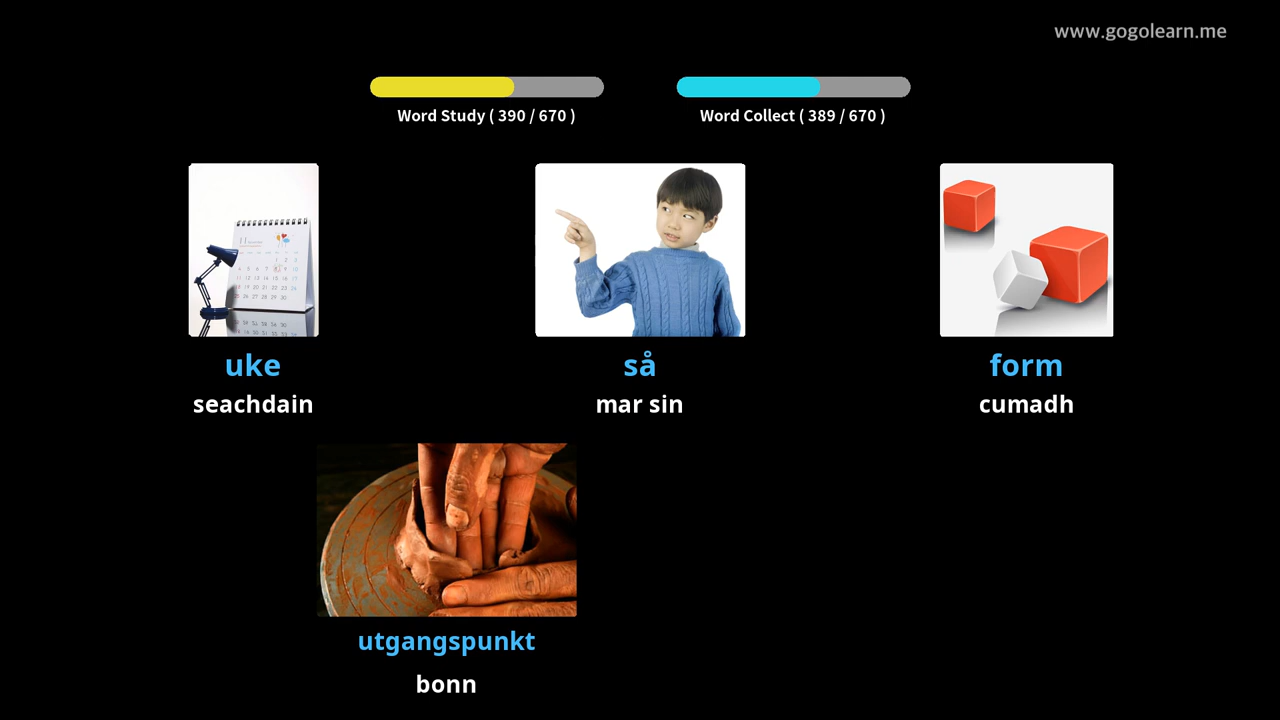 www.gogolearn.me
Word Study ( 390 / 670 )
Word Collect ( 389 / 670 )
uke
seachdain
så
mar sin
form
cumadh
utgangspunkt
bonn